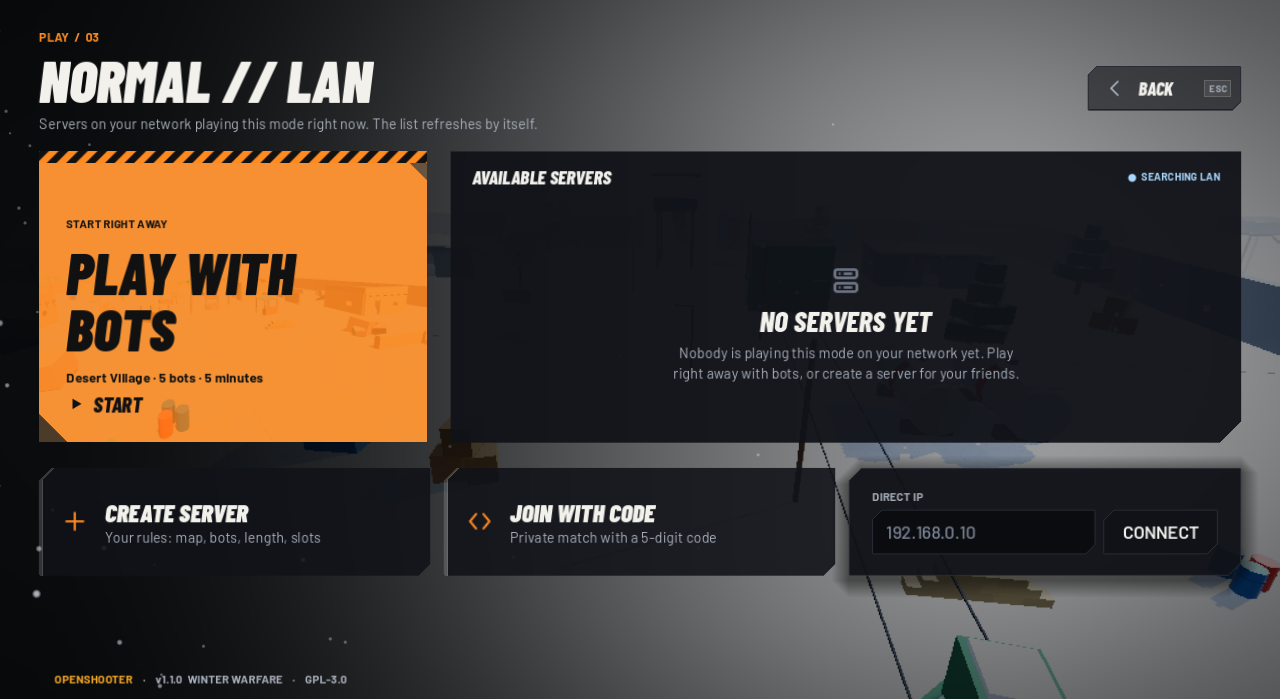 PLAY / 03
NORMAL // LAN
Servers on your network playing this mode right now. The list refreshes by itself.
BACK
ESC
START RIGHT AWAY
PLAY WITH
BOTS
Desert Village · 5 bots · 5 minutes
START
AVAILABLE SERVERS
SEARCHING LAN
NO SERVERS YET
Nobody is playing this mode on your network yet. Play
right away with bots, or create a server for your friends.
CREATE SERVER
Your rules: map, bots, length, slots
JOIN WITH CODE
Private match with a 5-digit code
DIRECT IP
192.168.0.10
CONNECT
OPENSHOOTER · v1.1.0 WINTER WARFARE · GPL-3.0